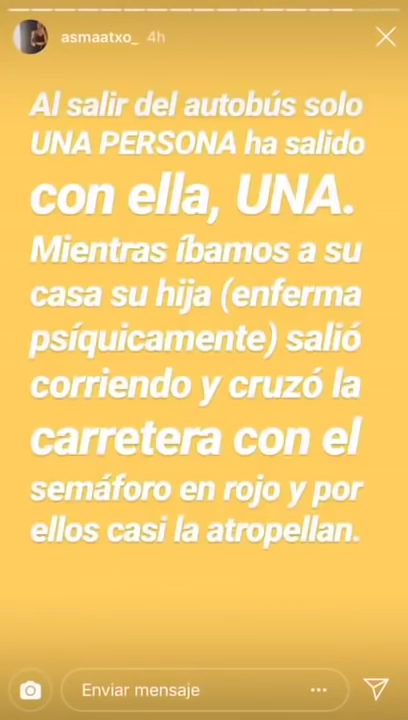 asmaatxo_ 4h
Al salir del autobús solo
UNA PERSONA ha salido
con ella, UNA.
Mientras íbamos a su
casa su hija (enferma
psíquicamente) salió
corriendo y cruzó la
carretera con el
semáforo en rojo y por
ellos casi la atropellan.
Enviar mensaje